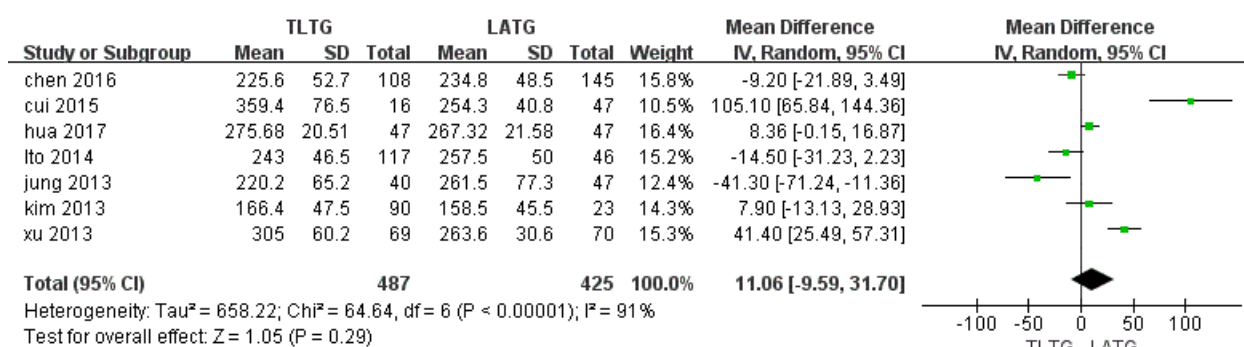 TLTG LATG Mean Difference Mean Difference
Study or Subgroup Mean SD Total Mean SD Total Weight IV, Random, 95% CI IV, Random, 95% CI
chen 2016 225.6 52.7 108 234.8 48.5 145 15.8% -9.20 [-21.89, 3.49]
cui 2015 359.4 76.5 16 254.3 40.8 47 10.5% 105.10 [65.84, 144.36]
hua 2017 275.68 20.51 47 267.32 21.58 47 16.4% 8.36 [-0.15, 16.87]
Ito 2014 243 46.5 117 257.5 50 46 15.2% -14.50 [-31.23, 2.23]
jung 2013 220.2 65.2 40 261.5 77.3 47 12.4% -41.30 [-71.24, -11.36]
kim 2013 166.4 47.5 90 158.5 45.5 23 14.3% 7.90 [-13.13, 28.93]
xu 2013 305 60.2 69 263.6 30.6 70 15.3% 41.40 [25.49, 57.31]
Total (95% CI) 487 425 100.0% 11.06 [-9.59, 31.70]
Heterogeneity: Tau² = 658.22; Chi² = 64.64, df = 6 (P < 0.00001); I² = 91%
Test for overall effect: Z = 1.05 (P = 0.29)
-100 -50 0 50 100
TLTG LATG